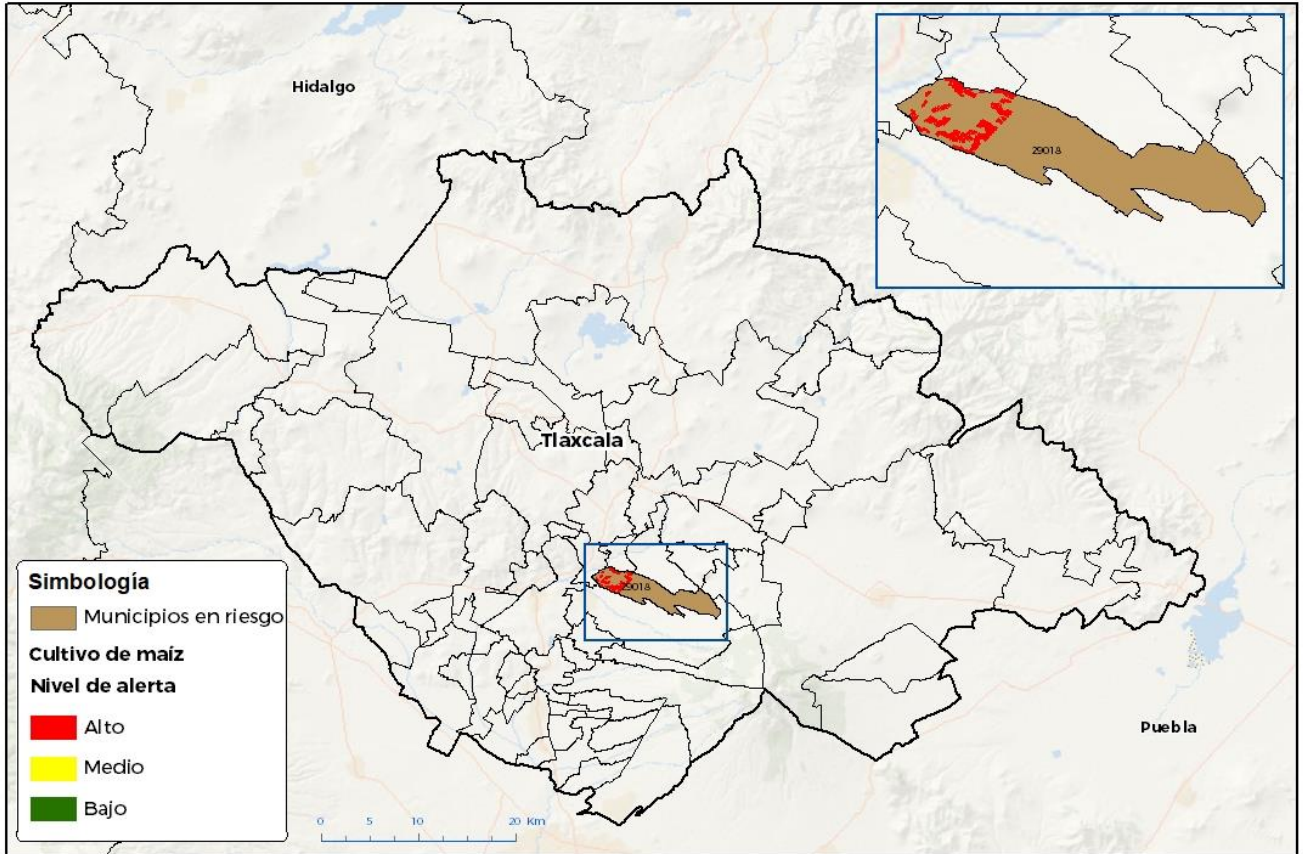 Hidalgo
29018
Tlaxcala
29018
Puebla
Simbología
Municipios en riesgo
Cultivo de maíz
Nivel de alerta
Alto
Medio
Bajo
0 5 10 20 Km